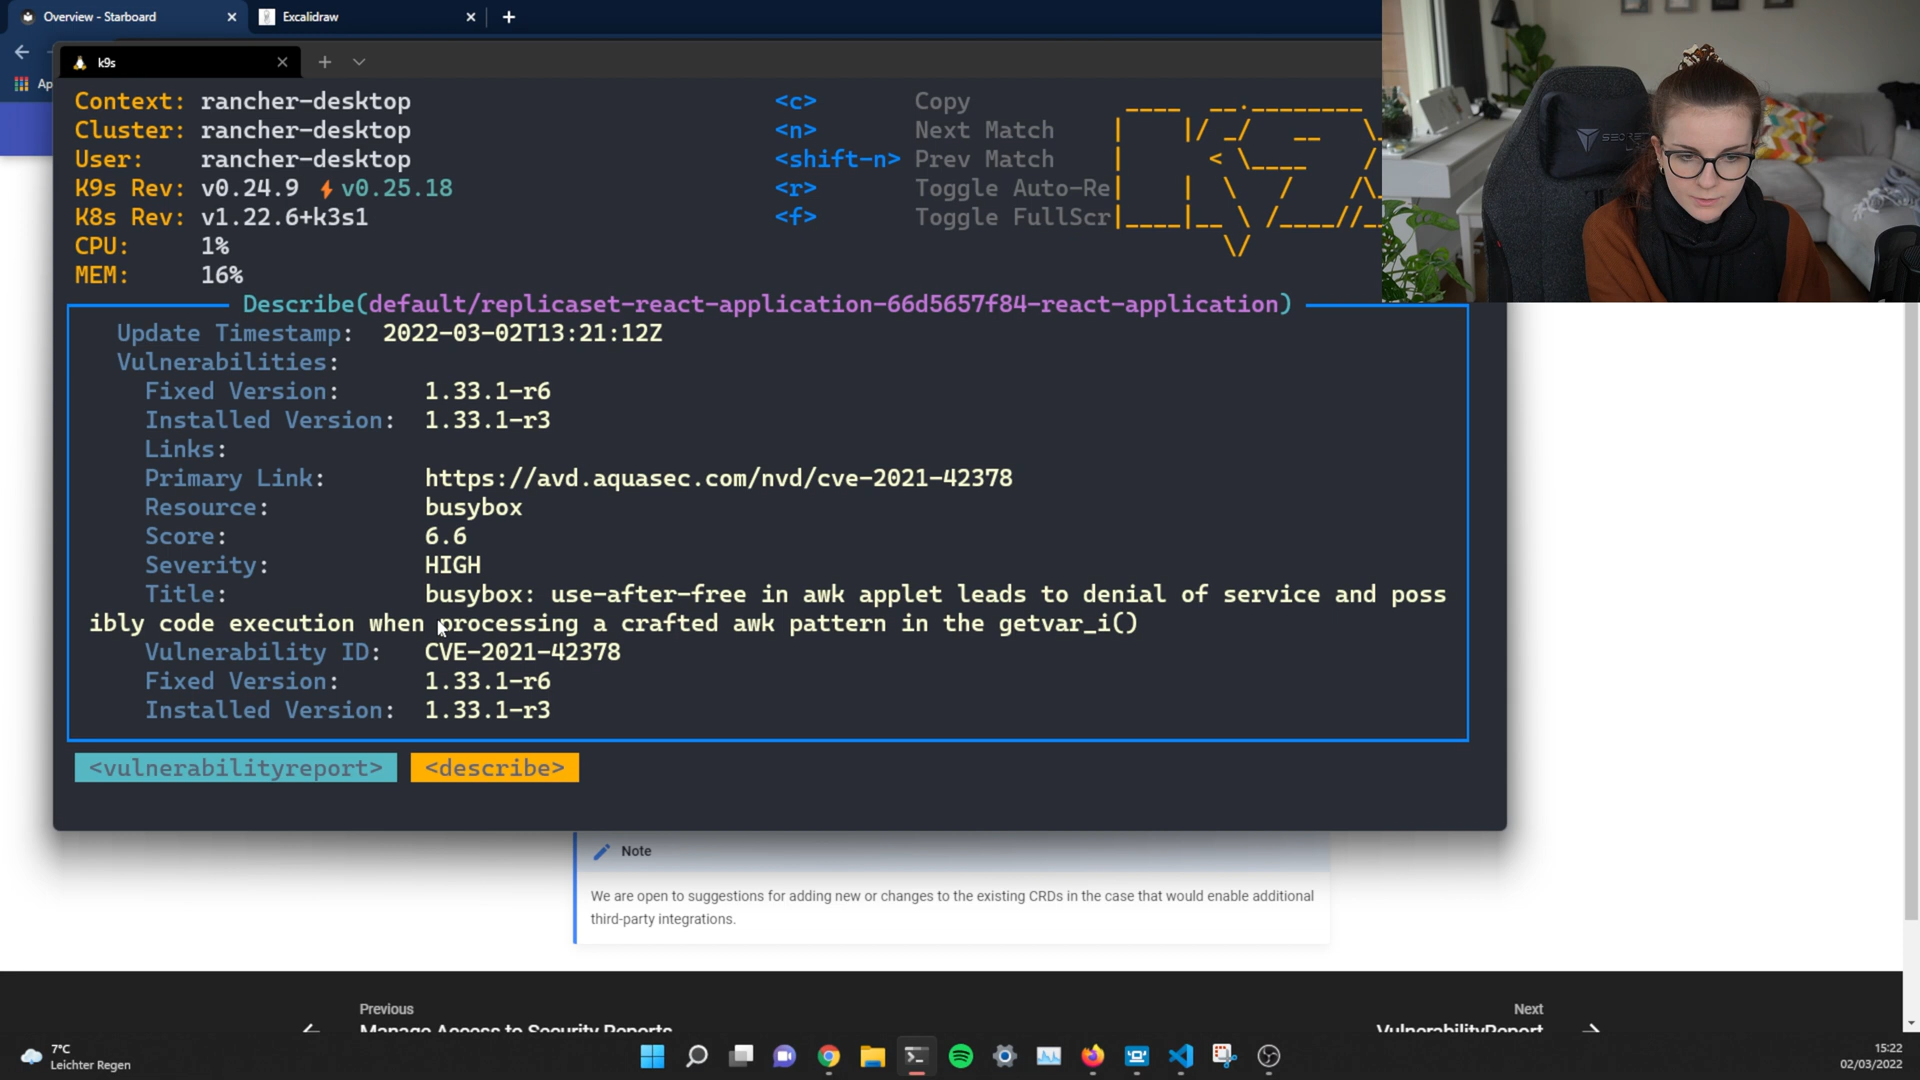 Overview - Starboard
Excalidraw
Ap
k9s
Context: rancher-desktop
Cluster: rancher-desktop
User: rancher-desktop
K9s Rev: v0.24.9 ⚡v0.25.18
K8s Rev: v1.22.6+k3s1
CPU: 1%
MEM: 16%
<c> Copy
<n> Next Match
<shift-n> Prev Match
<r> Toggle Auto-Re
<f> Toggle FullScr
Describe(default/replicaset-react-application-66d5657f84-react-application)
Update Timestamp: 2022-03-02T13:21:12Z
Vulnerabilities:
Fixed Version: 1.33.1-r6
Installed Version: 1.33.1-r3
Links:
Primary Link: https://avd.aquasec.com/nvd/cve-2021-42378
Resource: busybox
Score: 6.6
Severity: HIGH
Title: busybox: use-after-free in awk applet leads to denial of service and poss
ibly code execution when processing a crafted awk pattern in the getvar_i()
Vulnerability ID: CVE-2021-42378
Fixed Version: 1.33.1-r6
Installed Version: 1.33.1-r3
<vulnerabilityreport> <describe>
Note
We are open to suggestions for adding new or changes to the existing CRDs in the case that would enable additional
third-party integrations.
Previous
Manage Access to Security Reports
Next
VulnerabilityReport
7°C
Leichter Regen
15:22
02/03/2022